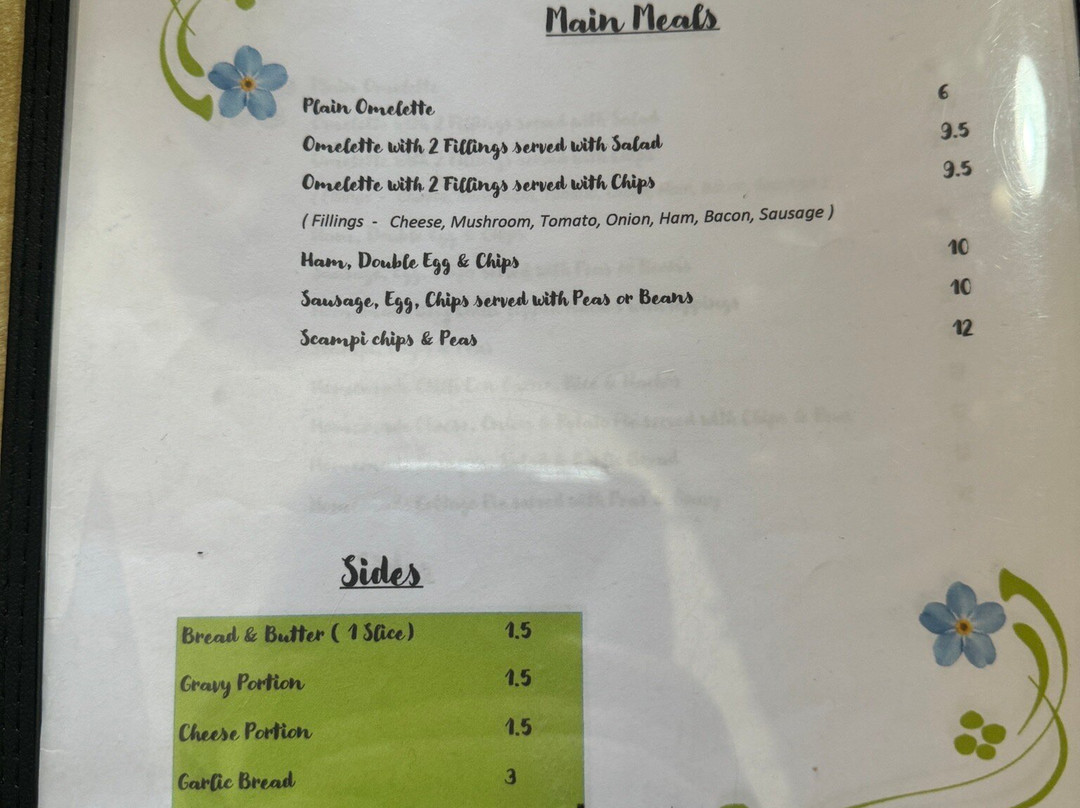 Main Meals
Plain Omelette 6
Omelette with 2 Fillings served with Salad 9.5
Omelette with 2 Fillings served with Chips 9.5
( Fillings - Cheese, Mushroom, Tomato, Onion, Ham, Bacon, Sausage )
Ham, Double Egg & Chips 10
Sausage, Egg, Chips served with Peas or Beans 10
Scampi chips & Peas 12
Sides
Bread & Butter ( 1 Slice) 1.5
Gravy Portion 1.5
Cheese Portion 1.5
Garlic Bread 3